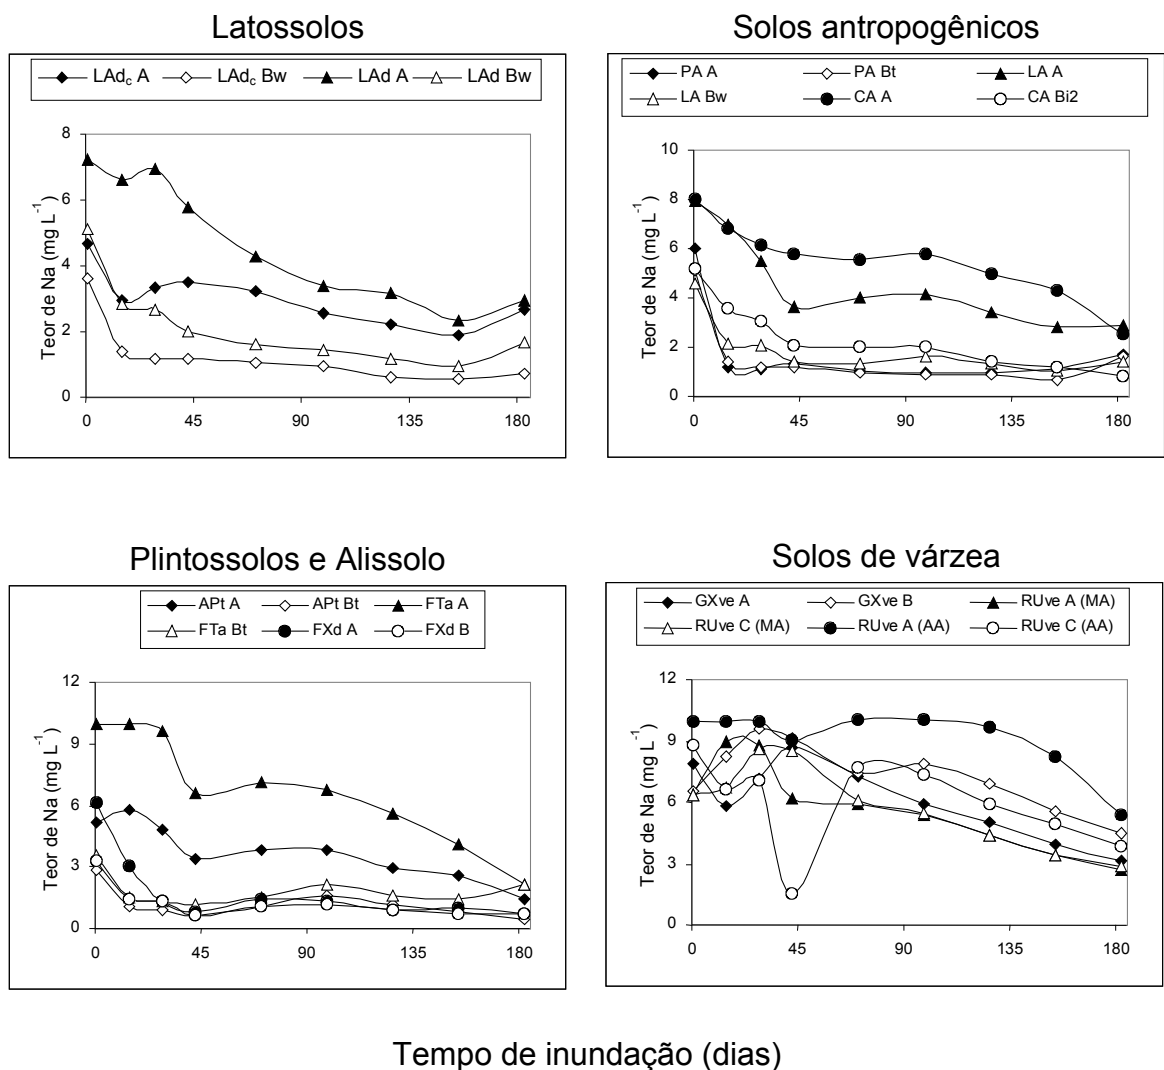 Latossolos
LAdc A LAdc Bw LAd A LAd Bw
Teor de Na (mg L-1)
8
6
4
2
0
0 45 90 135 180
Solos antropogênicos
PA A PA Bt LA A
LA Bw CA A CA Bi2
Teor de Na (mg L-1)
10
8
6
4
2
0
0 45 90 135 180
Plintossolos e Alissolo
APt A APt Bt FTa A
FTa Bt FXd A FXd B
Teor de Na (mg L-1)
12
9
6
3
0
0 45 90 135 180
Solos de várzea
GXve A GXve B RUve A (MA)
RUve C (MA) RUve A (AA) RUve C (AA)
Teor de Na (mg L-1)
12
9
6
3
0
0 45 90 135 180
Tempo de inundação (dias)